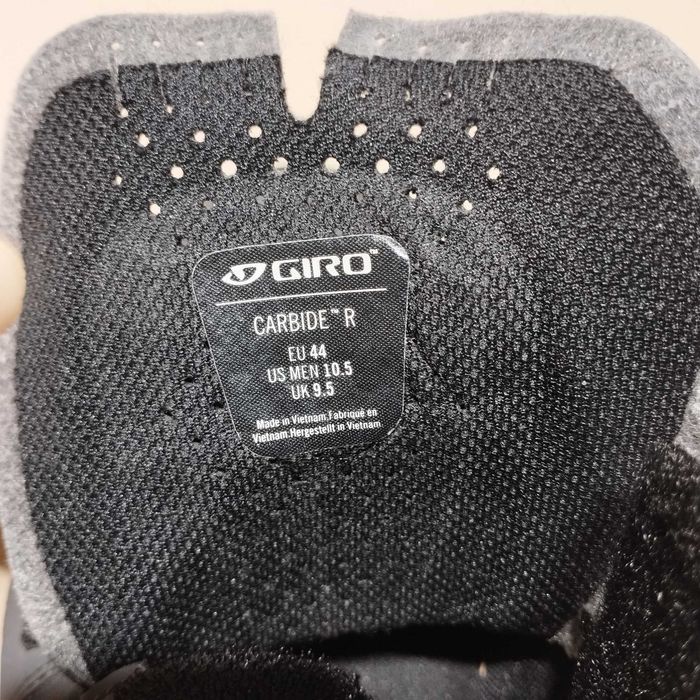 GIRO™
CARBIDE™ R
EU 44
US MEN 10.5
UK 9.5
Made in Vietnam.Fabriqué en
Vietnam.Hergestellt in Vietnam